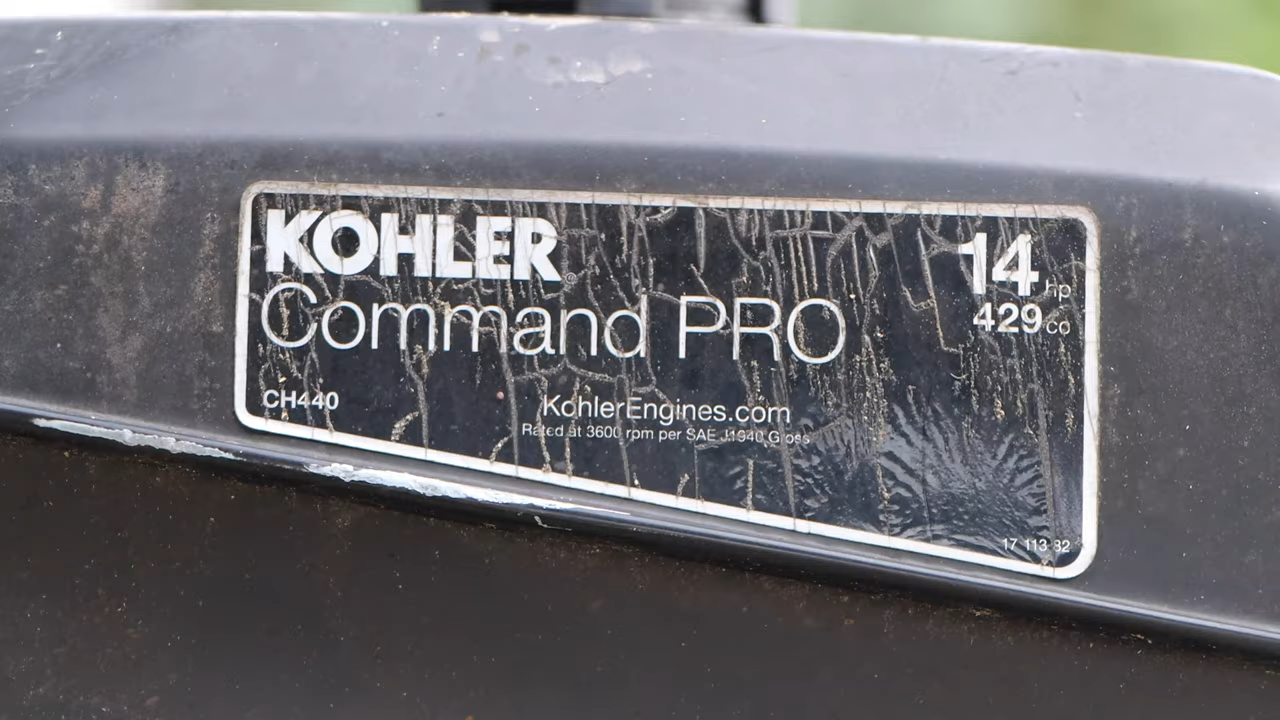 KOHLER®
Command PRO
14 hp
429 cc
CH440
KohlerEngines.com
Rated at 3600 rpm per SAE J1940 Gross
17 113 82